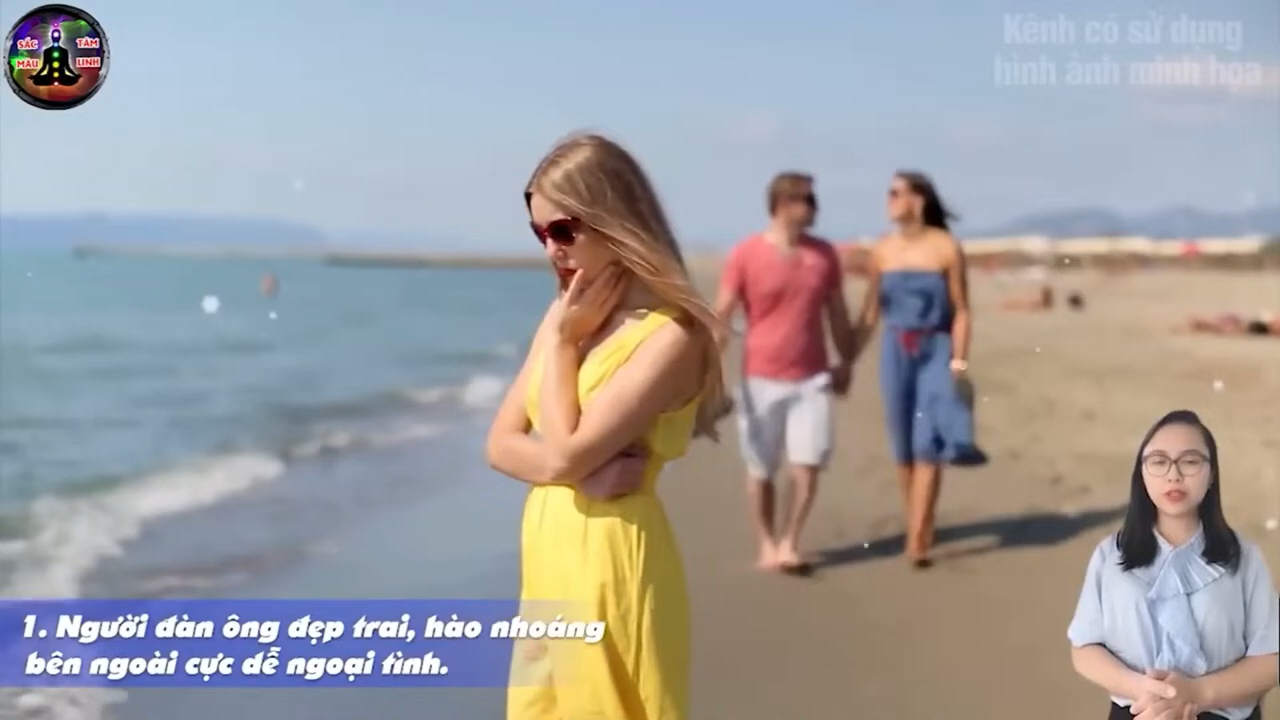 SẮC TÂM
MÀU LINH
Kênh có sử dụng
hình ảnh minh họa
1. Người đàn ông đẹp trai, hào nhoáng
bên ngoài cực dễ ngoại tình.